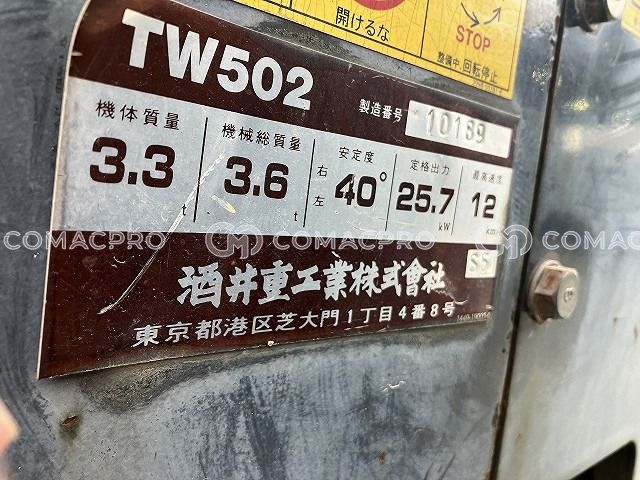 開けるな
STOP
整備中、回転停止
TW502
製造番号 10139
機体質量 機械総質量 安定度 定格出力 最高速度
3.3 t 3.6 t 右左 40° 25.7 kW 12 km/
COMACPRO COMACPRO COMACPRO
S5
酒井重工業株式會社
東京都港区芝大門1丁目4番8号